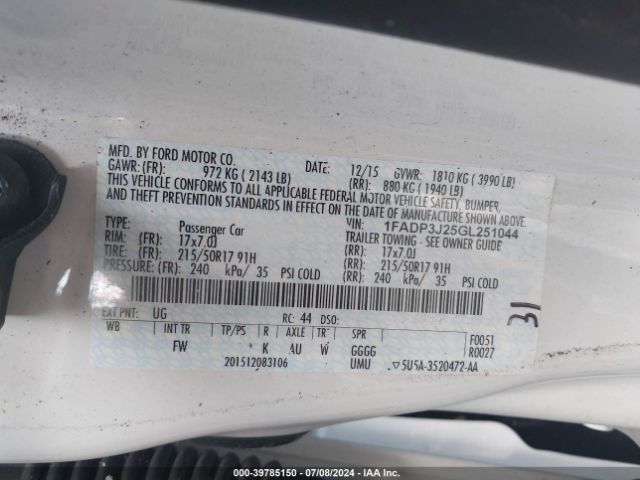 MFD. BY FORD MOTOR CO.
DATE: 12/15 GVWR: 1810 KG ( 3990 LB)
GAWR: (FR): 972 KG ( 2143 LB) (RR): 880 KG ( 1940 LB)
THIS VEHICLE CONFORMS TO ALL APPLICABLE FEDERAL MOTOR VEHICLE SAFETY, BUMPER,
AND THEFT PREVENTION STANDARDS IN EFFECT ON THE DATE OF MANUFACTURE SHOWN ABOVE.
VIN: 1FADP3J25GL251044
TYPE: Passenger Car TRAILER TOWING - SEE OWNER GUIDE
RIM: (FR): 17x7.0J (RR): 17x7.0J
TIRE: (FR): 215/50R17 91H (RR): 215/50R17 91H
PRESSURE: (FR): 240 kPa/ 35 PSI COLD (RR): 240 kPa/ 35 PSI COLD
31
EXT PNT: UG RC: 44 DSO:
WB INT TR TP/PS R AXLE TR SPR F0051
FW K AU W GGGG R0027
201512083106 UMU 5U5A-3520472-AA
000-39785150 - 07/08/2024 - IAA Inc.